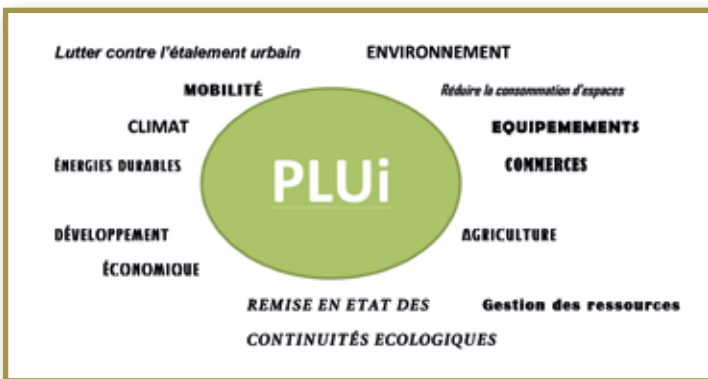 Lutter contre l'étalement urbain
ENVIRONNEMENT
MOBILITÉ
Réduire la consommation d'espaces
CLIMAT
EQUIPEMEMENTS
ÉNERGIES DURABLES
PLUi
COMMERCES
DÉVELOPPEMENT
ÉCONOMIQUE
AGRICULTURE
REMISE EN ETAT DES
CONTINUITÉS ECOLOGIQUES
Gestion des ressources